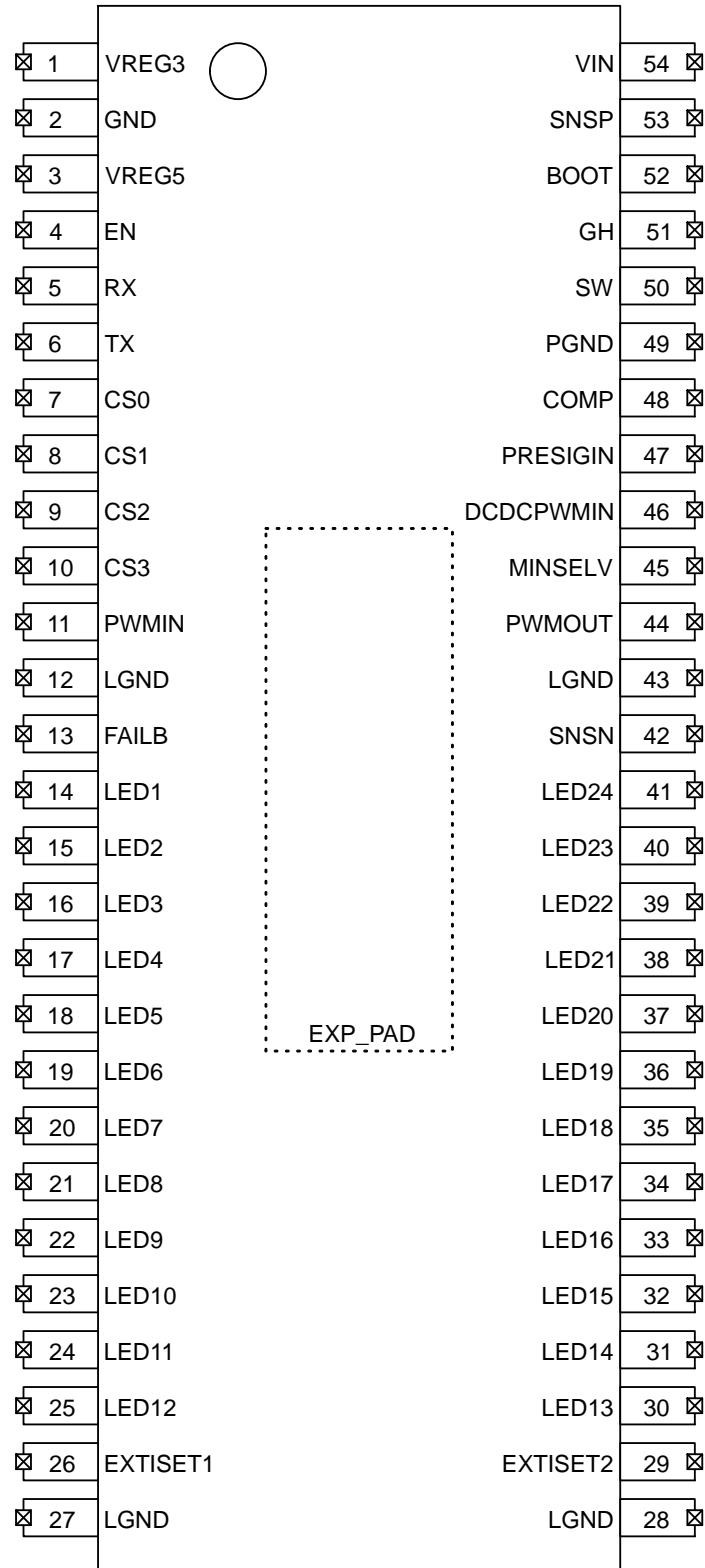 1 VREG3 VIN 54
2 GND SNSP 53
3 VREG5 BOOT 52
4 EN GH 51
5 RX SW 50
6 TX PGND 49
7 CS0 COMP 48
8 CS1 PRESIGIN 47
9 CS2 DCDCPWMIN 46
10 CS3 MINSELV 45
11 PWMIN PWMOUT 44
12 LGND LGND 43
13 FAILB SNSN 42
14 LED1 LED24 41
15 LED2 LED23 40
16 LED3 LED22 39
17 LED4 LED21 38
18 LED5 LED20 37
EXP_PAD
19 LED6 LED19 36
20 LED7 LED18 35
21 LED8 LED17 34
22 LED9 LED16 33
23 LED10 LED15 32
24 LED11 LED14 31
25 LED12 LED13 30
26 EXTISET1 EXTISET2 29
27 LGND LGND 28